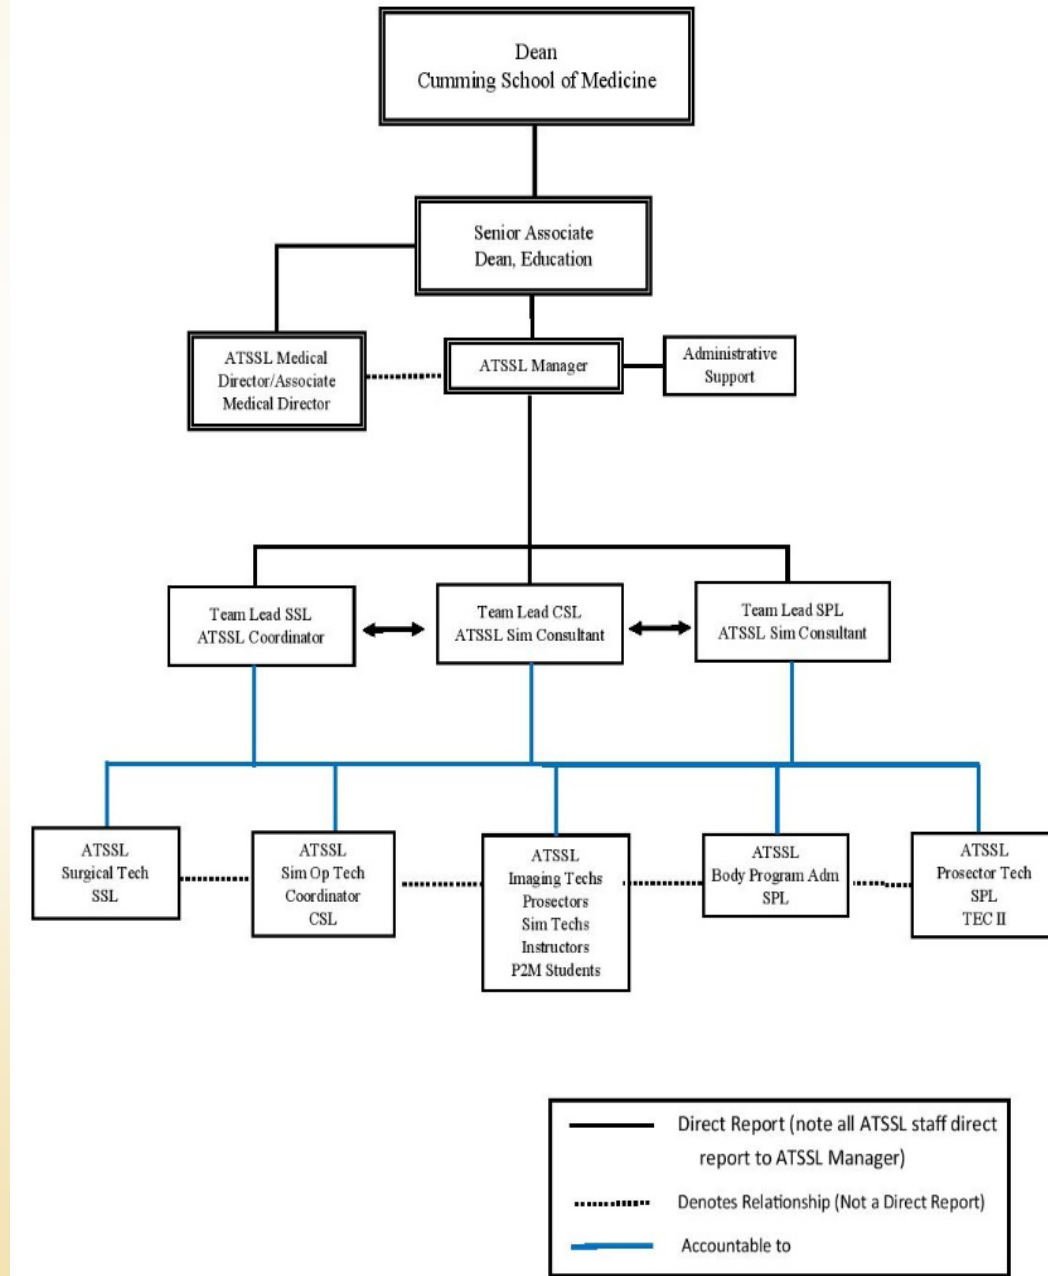 Dean
Cumming School of Medicine
Senior Associate
Dean, Education
ATSSL Medical
Director/Associate
Medical Director
ATSSL Manager
Administrative
Support
Team Lead SSL
ATSSL Coordinator
Team Lead CSL
ATSSL Sim Consultant
Team Lead SPL
ATSSL Sim Consultant
ATSSL
Surgical Tech
SSL
ATSSL
Sim Op Tech
Coordinator
CSL
ATSSL
Imaging Techs
Prosectors
Sim Techs
Instructors
P2M Students
ATSSL
Body Program Adm
SPL
ATSSL
Prosector Tech
SPL
TEC II
Direct Report (note all ATSSL staff direct
report to ATSSL Manager)
Denotes Relationship (Not a Direct Report)
Accountable to